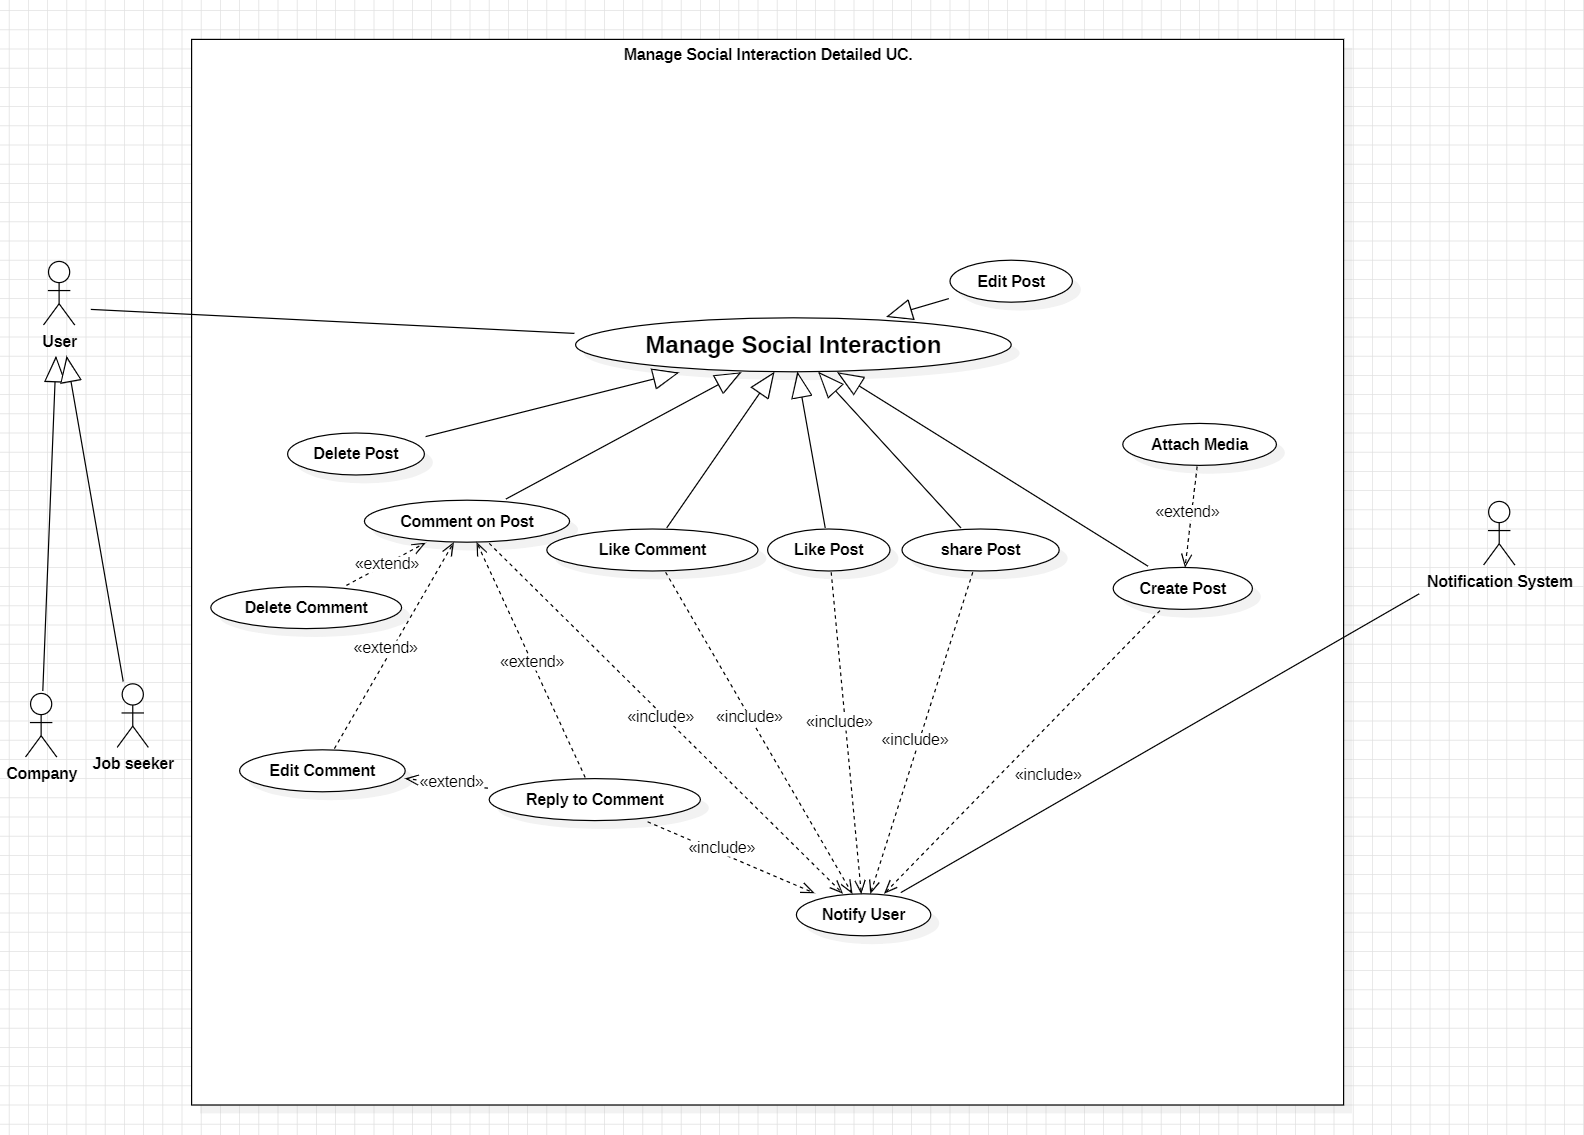 Manage Social Interaction Detailed UC.
Edit Post
User
Manage Social Interaction
Delete Post
Attach Media
Comment on Post
«extend»
Like Comment
Like Post
share Post
«extend»
Create Post
Notification System
Delete Comment
«extend»
«extend»
«include»
«include»
«include»
«include»
Company
Job seeker
Edit Comment
«extend»
Reply to Comment
«include»
«include»
Notify User